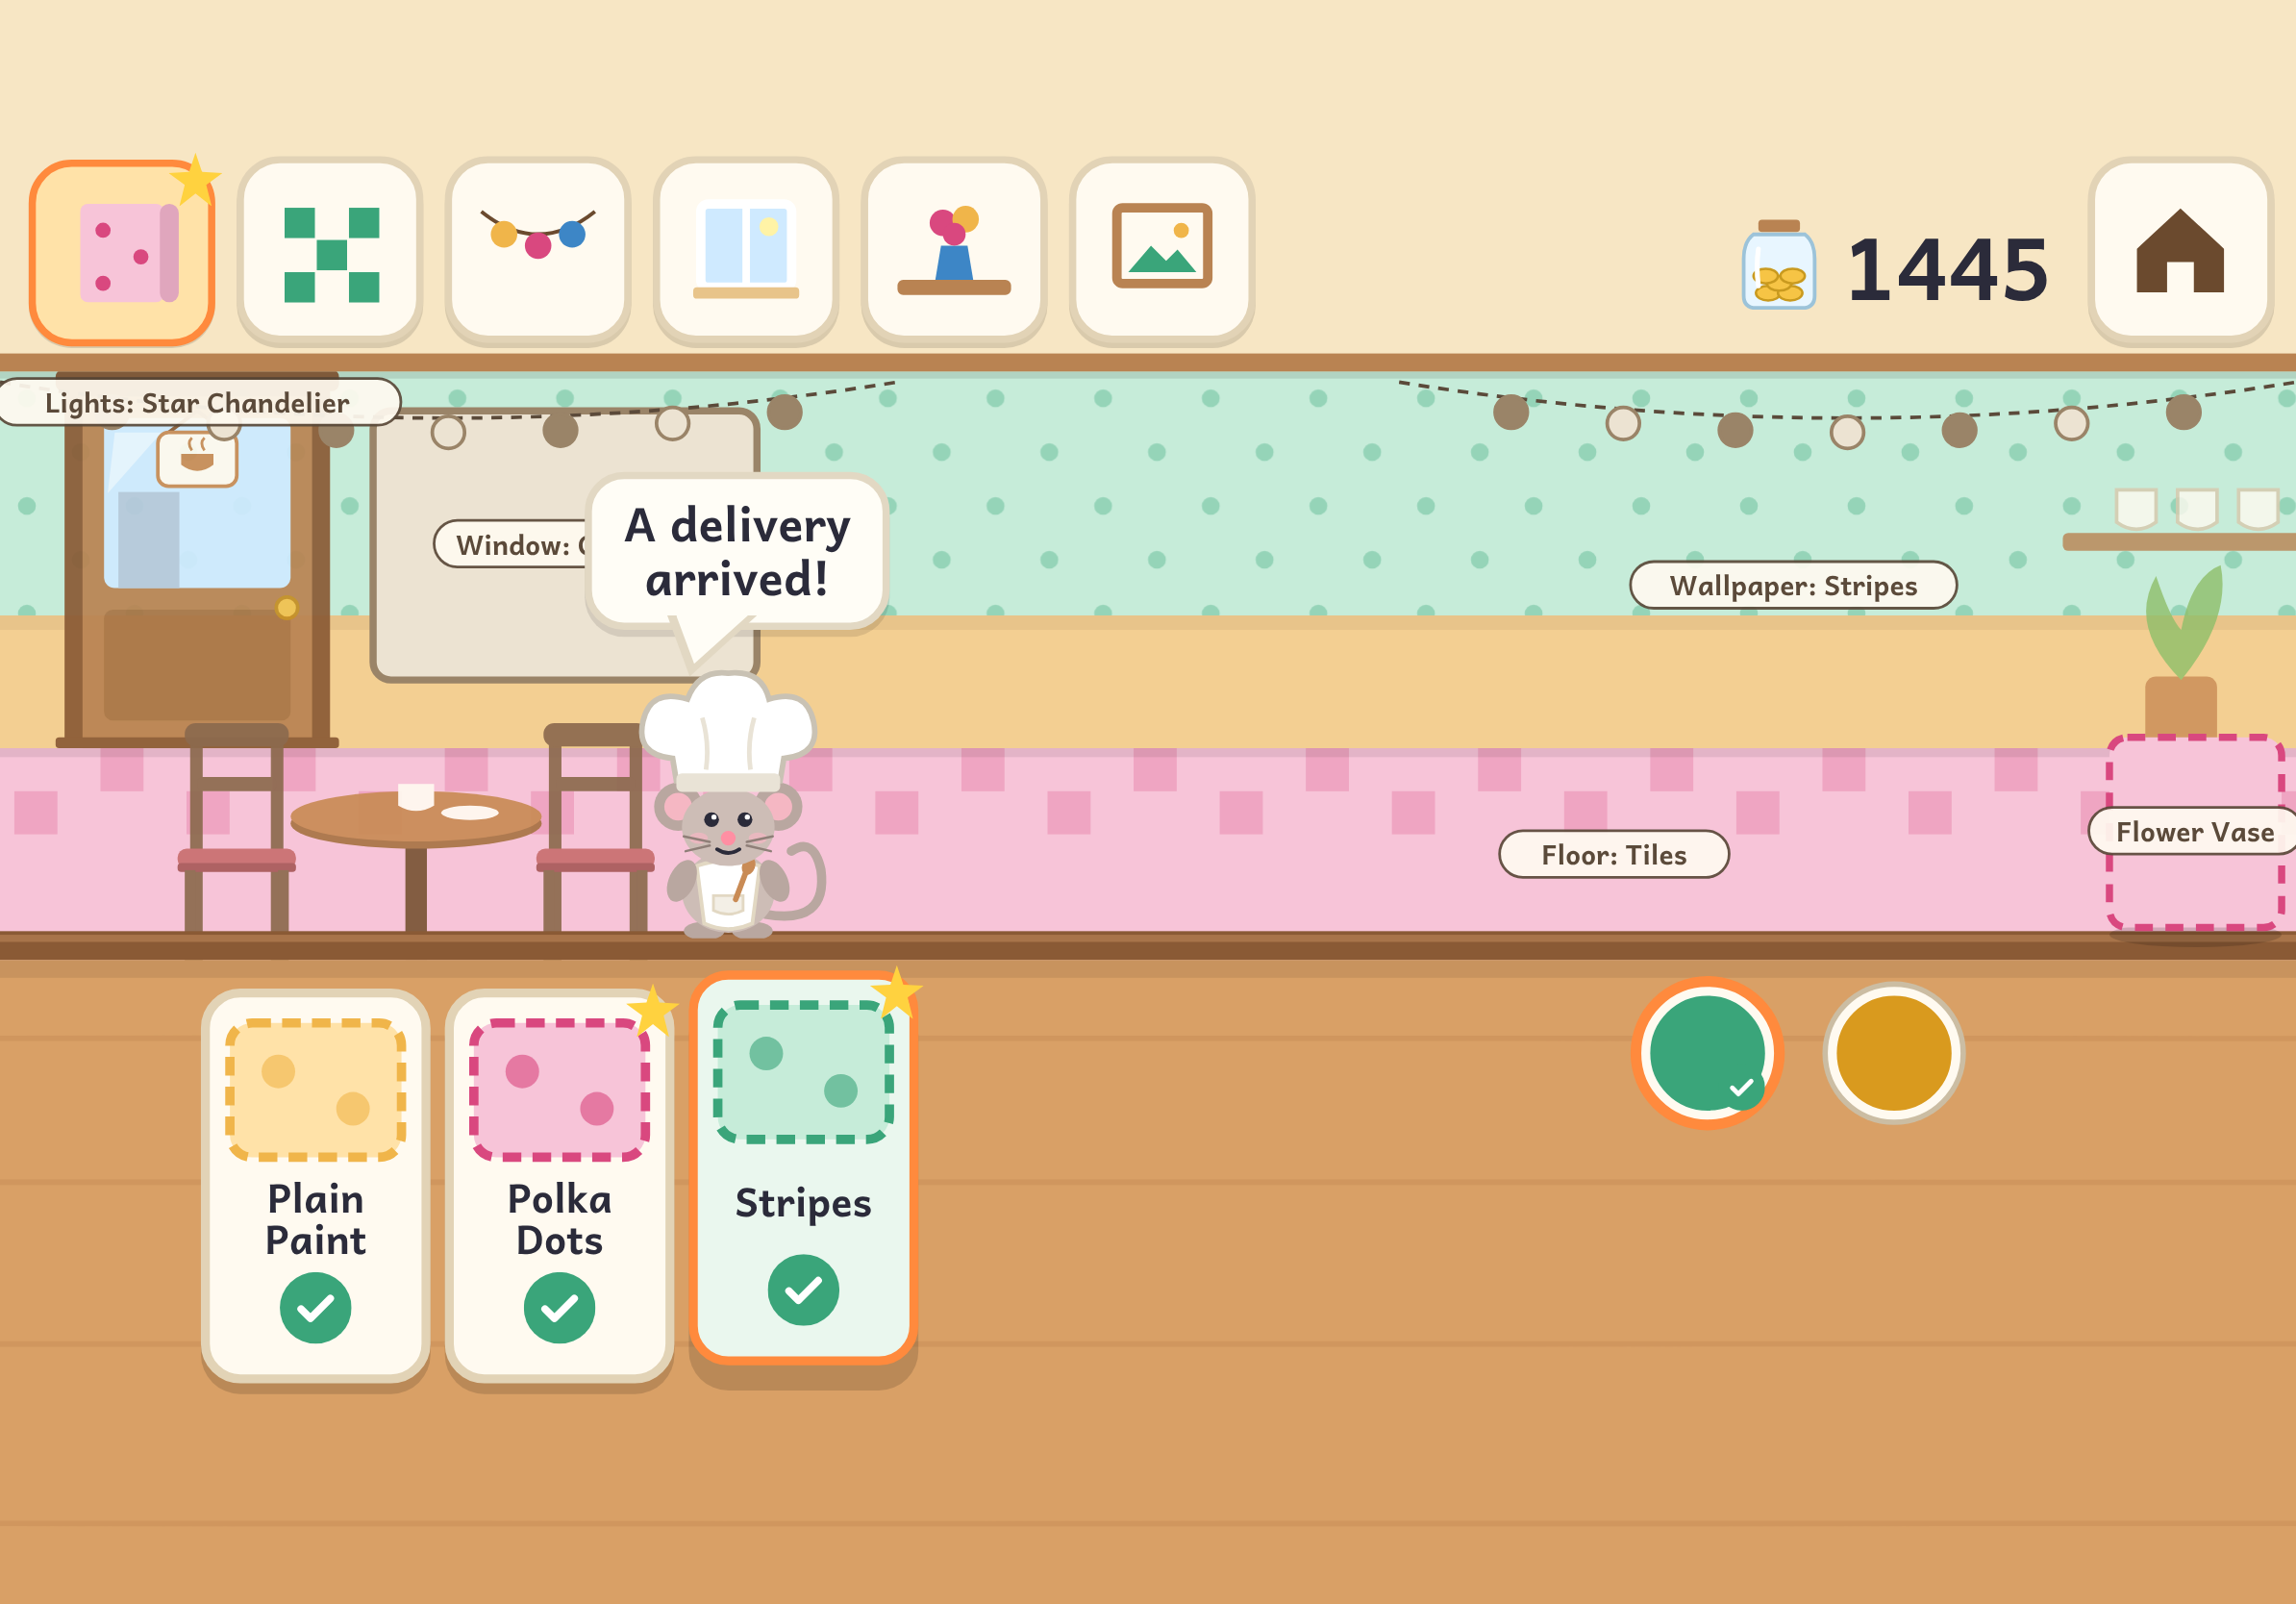 1445
Lights: Star Chandelier
A delivery
arrived!
Window:
Wallpaper: Stripes
Flower Vase
Floor: Tiles
Plain
Paint
Polka
Dots
Stripes